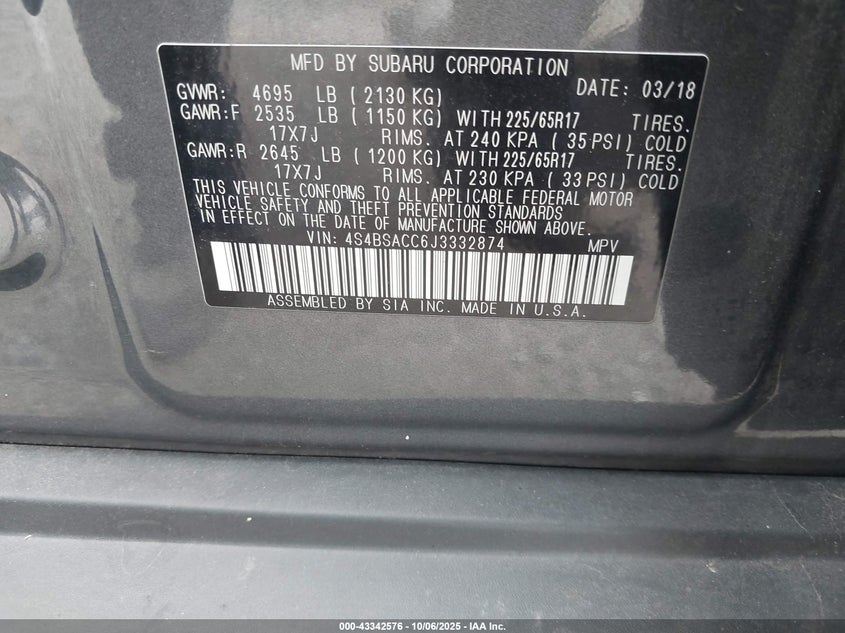 MFD BY SUBARU CORPORATION
GVWR: 4695 LB ( 2130 KG) DATE: 03/18
GAWR:F 2535 LB ( 1150 KG) WITH 225/65R17 TIRES.
17X7J RIMS. AT 240 KPA ( 35 PSI) COLD
GAWR:R 2645 LB ( 1200 KG) WITH 225/65R17 TIRES.
17X7J RIMS. AT 230 KPA ( 33 PSI) COLD
THIS VEHICLE CONFORMS TO ALL APPLICABLE FEDERAL MOTOR
VEHICLE SAFETY AND THEFT PREVENTION STANDARDS
IN EFFECT ON THE DATE OF MANUFACTURE SHOWN ABOVE.
VIN: 4S4BSACC6J3332874 MPV
ASSEMBLED BY SIA INC. MADE IN U.S.A.
000-43342576 - 10/06/2025 - IAA Inc.